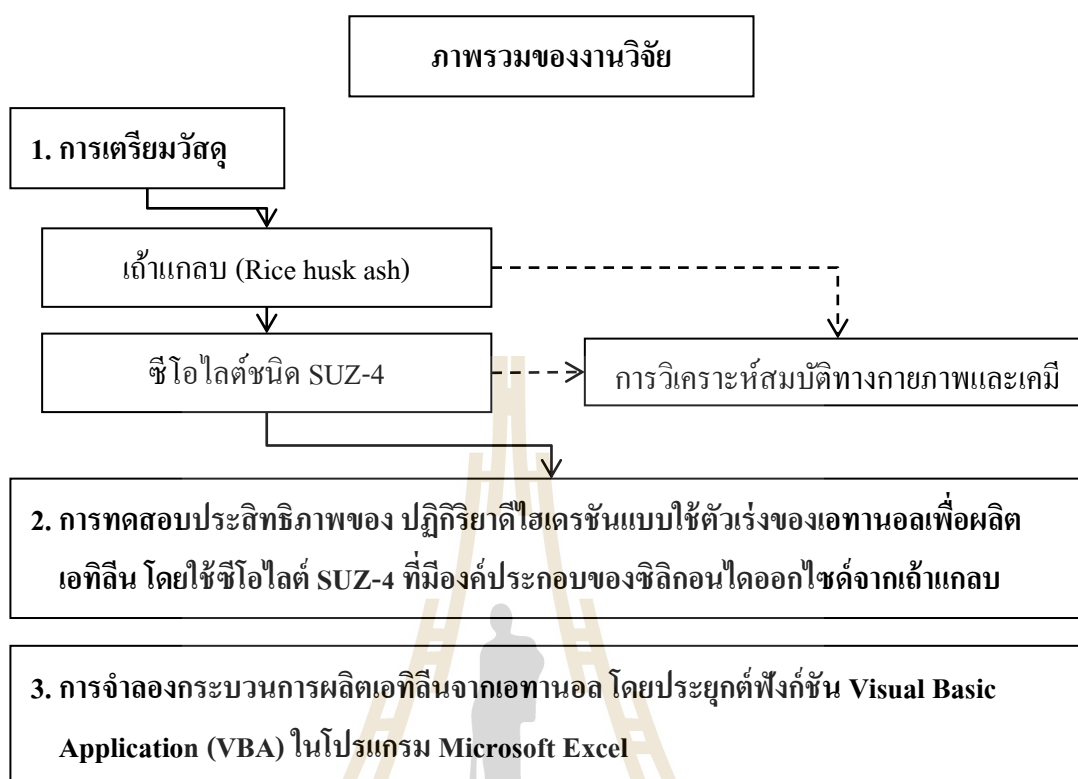 ภาพรวมของงานวิจัย
1. การเตรียมวัสดุ
เถ้าแกลบ (Rice husk ash)
ซีโอไลต์ชนิด SUZ-4
การวิเคราะห์สมบัติทางกายภาพและเคมี
2. การทดสอบประสิทธิภาพของ ปฏิกิริยาดีไฮเดรชันแบบใช้ตัวเร่งของเอทานอลเพื่อผลิต
เอทิลีน โดยใช้ซีโอไลต์ SUZ-4 ที่มีองค์ประกอบของซิลิกอนไดออกไซด์จากเถ้าแกลบ
3. การจำลองกระบวนการผลิตเอทิลีนจากเอทานอล โดยประยุกต์ฟังก์ชัน Visual Basic
Application (VBA) ในโปรแกรม Microsoft Excel